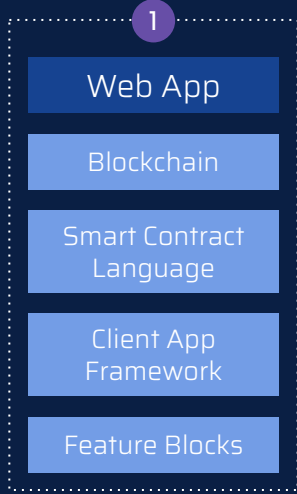 1
Web App
Blockchain
Smart Contract
Language
Client App
Framework
Feature Blocks